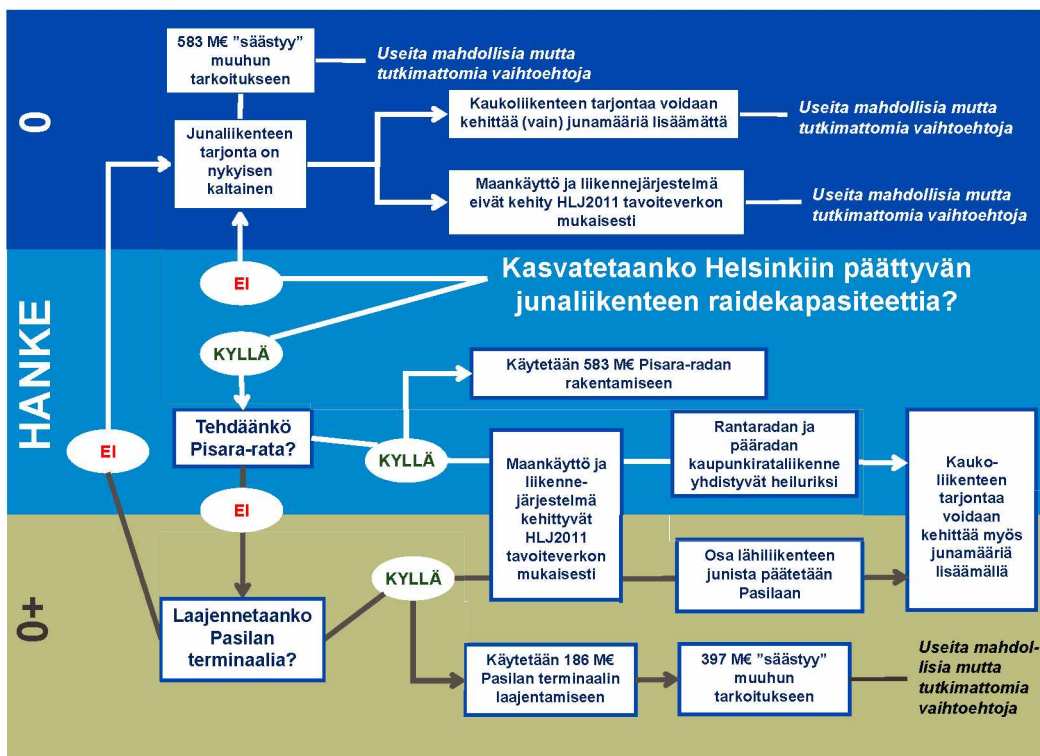 0
583 M€ ”säästyy”
muuhun
tarkoitukseen
Useita mahdollisia mutta
tutkimattomia vaihtoehtoja
Junaliikenteen
tarjonta on
nykyisen
kaltainen
Kaukoliikenteen tarjontaa voidaan
kehittää (vain) junamääriä lisäämättä
Useita mahdollisia mutta
tutkimattomia vaihtoehtoja
Maankäyttö ja liikennejärjestelmä
eivät kehity HLJ2011 tavoiteverkon
mukaisesti
Useita mahdollisia mutta
tutkimattomia vaihtoehtoja
HANKE
EI
Kasvatetaanko Helsinkiin päättyvän
junaliikenteen raidekapasiteettia?
KYLLÄ
Käytetään 583 M€ Pisara-radan
rakentamiseen
Tehdäänkö
Pisara-rata?
EI
KYLLÄ
Maankäyttö ja
liikenne-
järjestelmä
kehittyvät
HLJ2011
tavoiteverkon
mukaisesti
Rantaradan ja
pääradan
kaupunkirataliikenne
yhdistyvät heiluriksi
Kauko-
liikenteen
tarjontaa
voidaan
kehittää myös
junamääriä
lisäämällä
EI
0+
KYLLÄ
Osa lähiliikenteen
junista päätetään
Pasilaan
Laajennetaanko
Pasilan
terminaalia?
Käytetään 186 M€
Pasilan terminaalin
laajentamiseen
397 M€ ”säästyy”
muuhun
tarkoitukseen
Useita mahdol-
lisia mutta
tutkimattomia
vaihtoehtoja